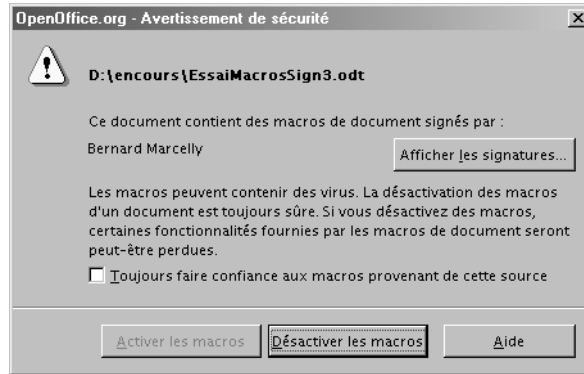 OpenOffice.org - Avertissement de sécurité
D:\encours\EssaiMacrosSign3.odt
Ce document contient des macros de document signés par :
Bernard Marcelly
Afficher les signatures...
Les macros peuvent contenir des virus. La désactivation des macros
d'un document est toujours sûre. Si vous désactivez des macros,
certaines fonctionnalités fournies par les macros de document seront
peut-être perdues.
Toujours faire confiance aux macros provenant de cette source
Activer les macros
Désactiver les macros
Aide